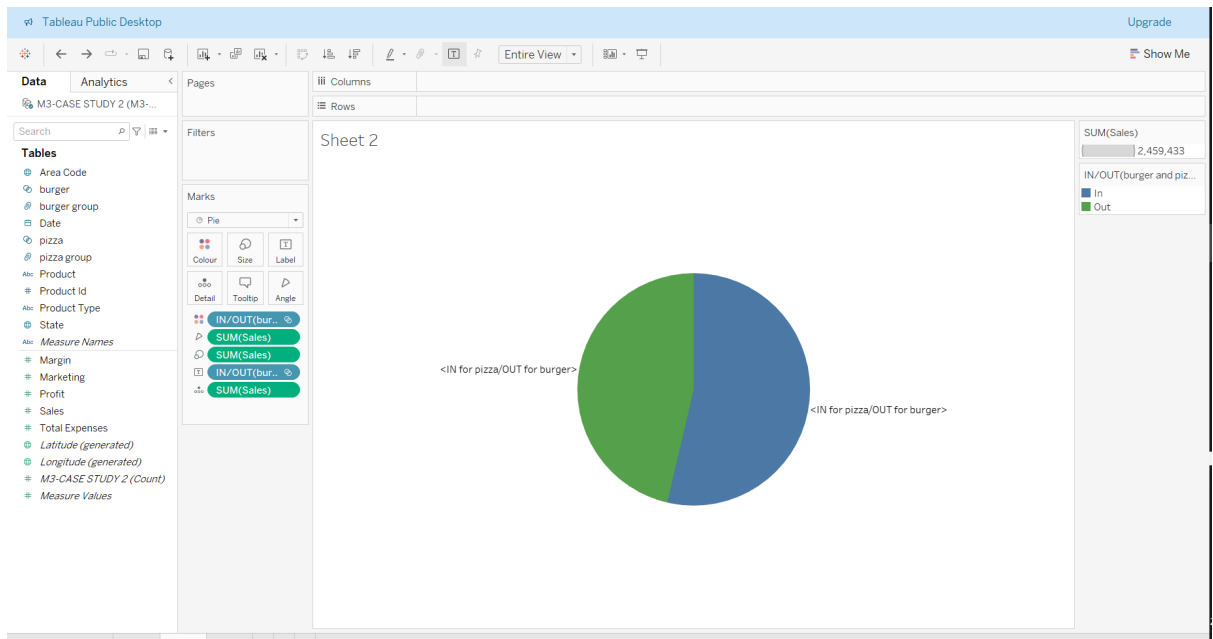 Tableau Public Desktop
Upgrade
Entire View
Show Me
Data
Analytics
M3-CASE STUDY 2 (M3-...
Search
Tables
Area Code
burger
burger group
Date
pizza
pizza group
Abc Product
# Product Id
Abc Product Type
State
Abc Measure Names
# Margin
# Marketing
# Profit
# Sales
# Total Expenses
Latitude (generated)
Longitude (generated)
# M3-CASE STUDY 2 (Count)
# Measure Values
Pages
Filters
Marks
Pie
Colour
Size
T
Label
Detail
Tooltip
Angle
IN/OUT(bur..
SUM(Sales)
SUM(Sales)
T
IN/OUT(bur..
SUM(Sales)
iii Columns
Rows
Sheet 2
<IN for pizza/OUT for burger>
<IN for pizza/OUT for burger>
SUM(Sales)
2,459,433
IN/OUT(burger and piz...
In
Out